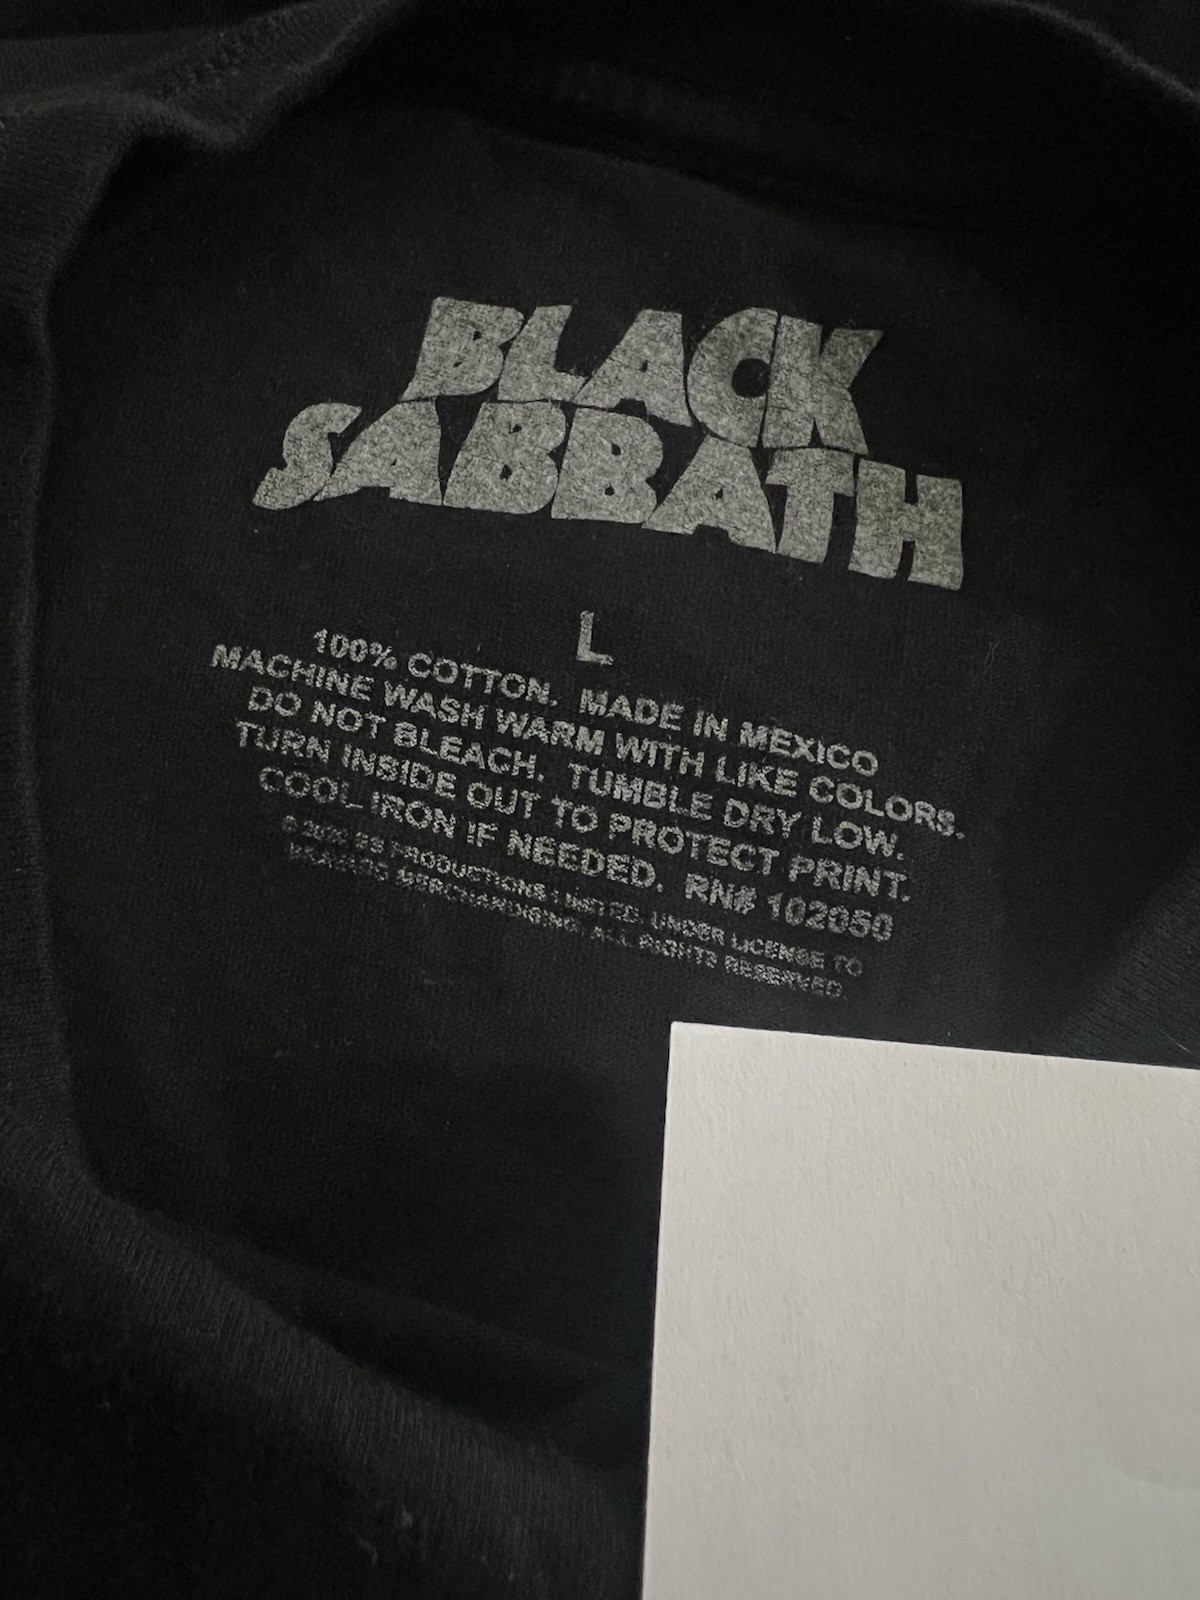 BLACK
SABBATH
L
100% COTTON. MADE IN MEXICO
MACHINE WASH WARM WITH LIKE COLORS.
DO NOT BLEACH. TUMBLE DRY LOW.
TURN INSIDE OUT TO PROTECT PRINT.
COOL IRON IF NEEDED. RN# 102050
© PRODUCTIONS LIMITED. UNDER LICENSE TO
MERCHANDISING. ALL RIGHTS RESERVED.